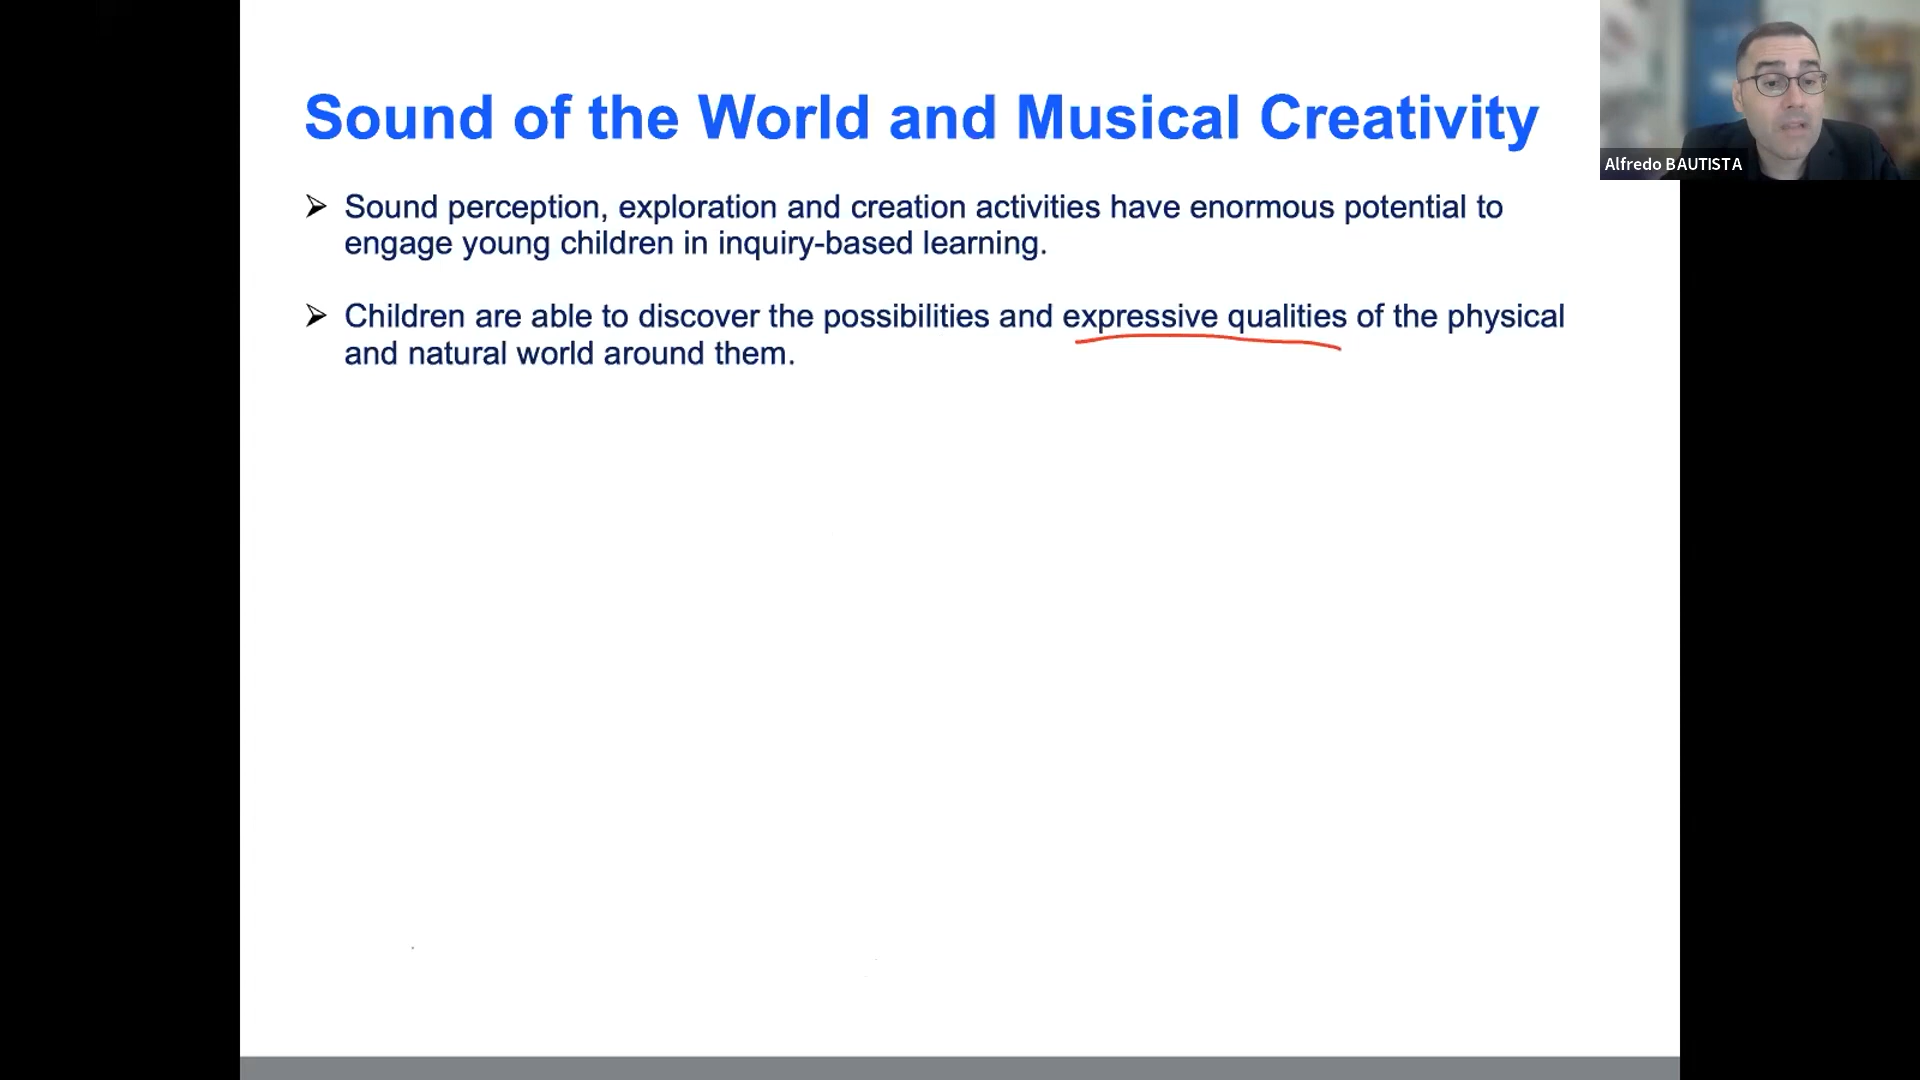 Sound of the World and Musical Creativity
Alfredo BAUTISTA
➢ Sound perception, exploration and creation activities have enormous potential to
engage young children in inquiry-based learning.
➢ Children are able to discover the possibilities and expressive qualities of the physical
and natural world around them.